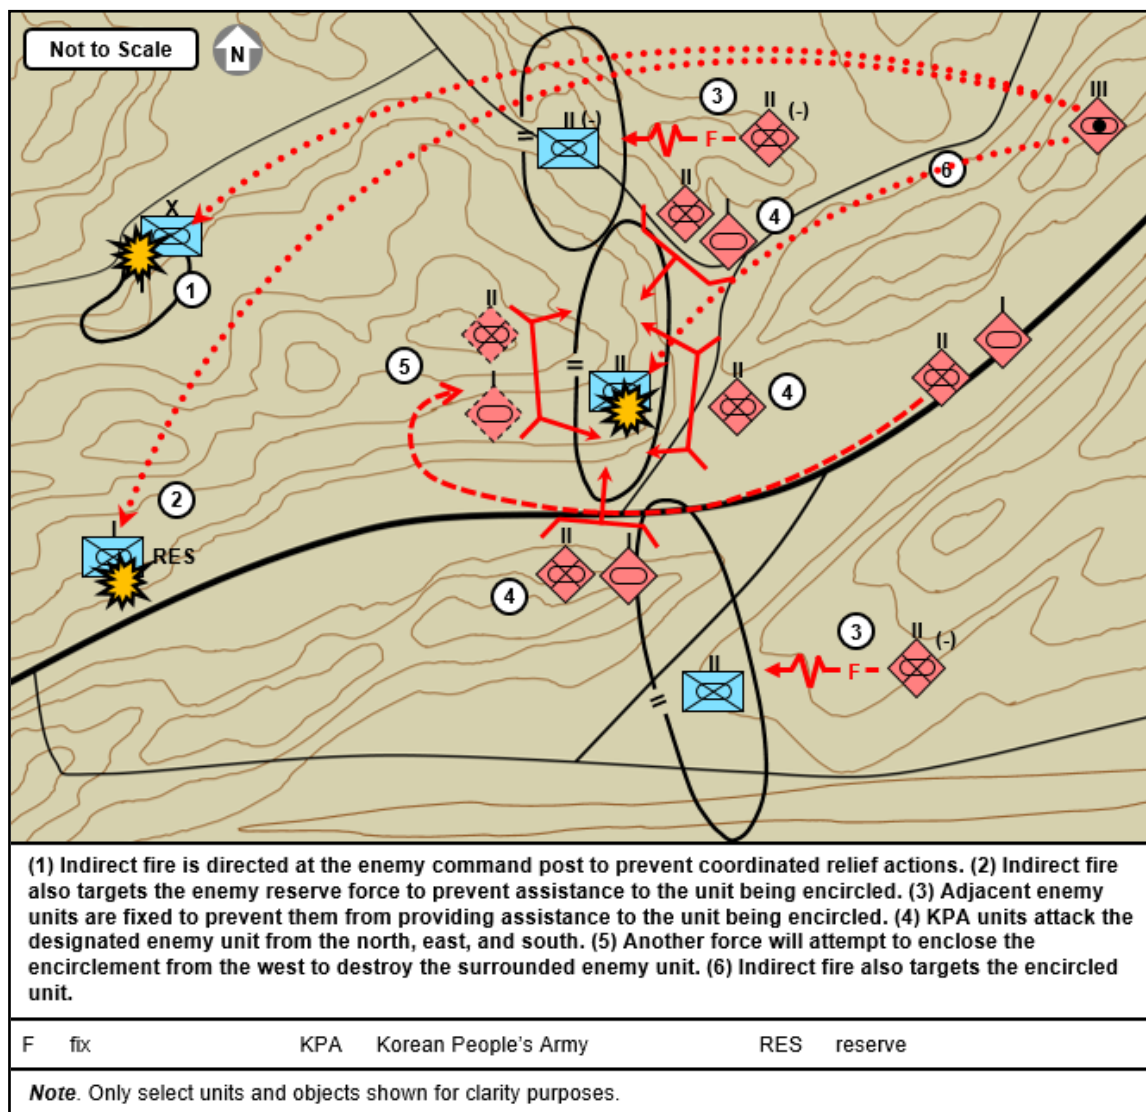 Not to Scale
N
III
3
II
(-)
II (-)
=
F
6
II
I
4
X
1
I
II
I
II
5
I
=
II
II
4
2
I
RES
II
I
4
3
II
(-)
II
=
F
(1) Indirect fire is directed at the enemy command post to prevent coordinated relief actions. (2) Indirect fire
also targets the enemy reserve force to prevent assistance to the unit being encircled. (3) Adjacent enemy
units are fixed to prevent them from providing assistance to the unit being encircled. (4) KPA units attack the
designated enemy unit from the north, east, and south. (5) Another force will attempt to enclose the
encirclement from the west to destroy the surrounded enemy unit. (6) Indirect fire also targets the encircled
unit.
F fix KPA Korean People's Army RES reserve
Note. Only select units and objects shown for clarity purposes.